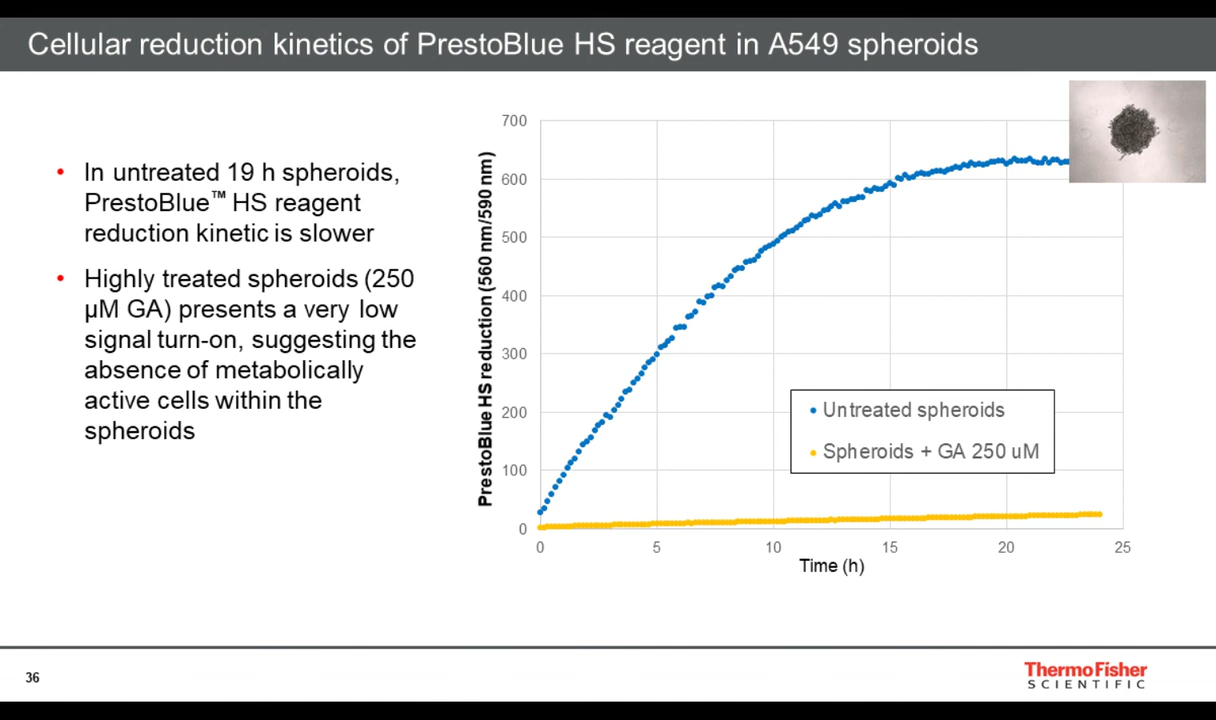 Cellular reduction kinetics of PrestoBlue HS reagent in A549 spheroids
• In untreated 19 h spheroids,
PrestoBlue™ HS reagent
reduction kinetic is slower
• Highly treated spheroids (250
µM GA) presents a very low
signal turn-on, suggesting the
absence of metabolically
active cells within the
spheroids
PrestoBlue HS reduction (560 nm/590 nm)
700
600
500
400
300
200
100
0
Untreated spheroids
Spheroids + GA 250 uM
0 5 10 15 20 25
Time (h)
36
ThermoFisher
SCIENTIFIC